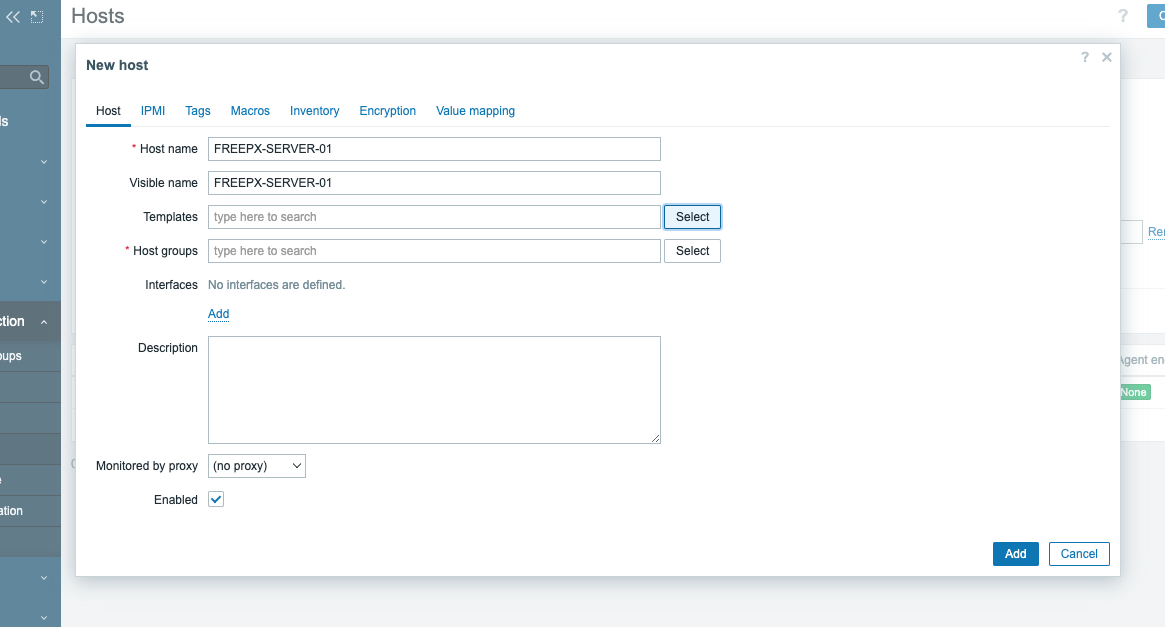 Hosts
?
New host
?
Host
IPMI
Tags
Macros
Inventory
Encryption
Value mapping
* Host name
FREEPX-SERVER-01
Visible name
FREEPX-SERVER-01
Templates
type here to search
Select
* Host groups
type here to search
Select
Interfaces
No interfaces are defined.
Add
Description
Monitored by proxy
(no proxy)
Enabled
Add
Cancel
ls
ction
oups
e
ation
Re
Agent en
None